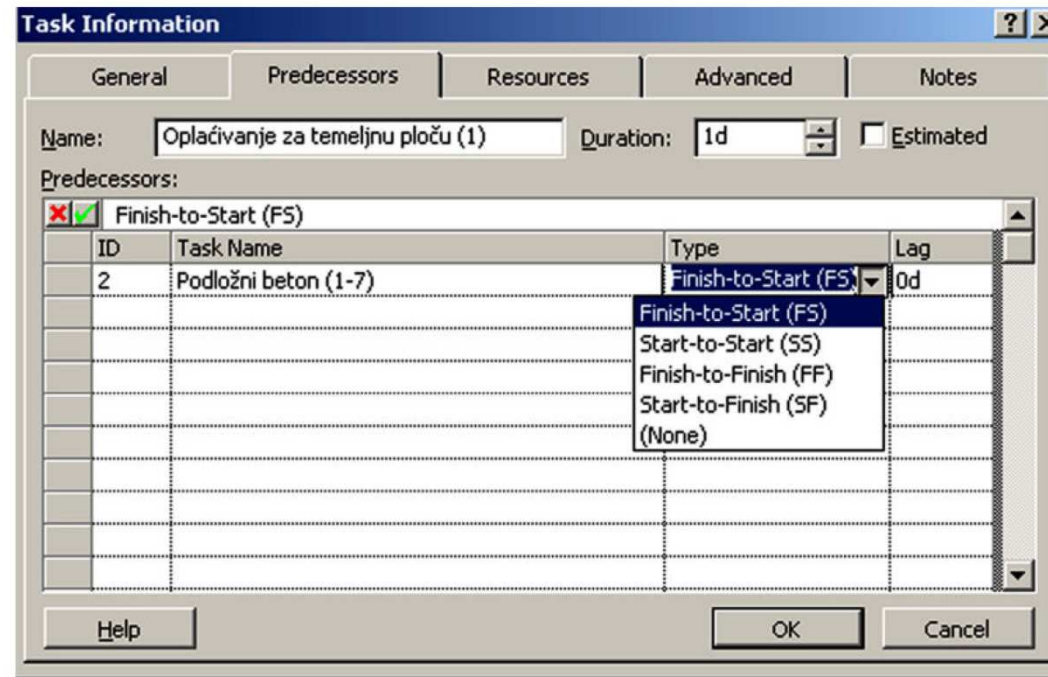 Task Information
General Predecessors Resources Advanced Notes
Name: Oplaćivanje za temeljnu ploču (1) Duration: 1d Estimated
Predecessors:
Finish-to-Start (FS)
ID Task Name Type Lag
2 Podložni beton (1-7) Finish-to-Start (FS) 0d
Finish-to-Start (FS)
Start-to-Start (SS)
Finish-to-Finish (FF)
Start-to-Finish (SF)
(None)
Help OK Cancel